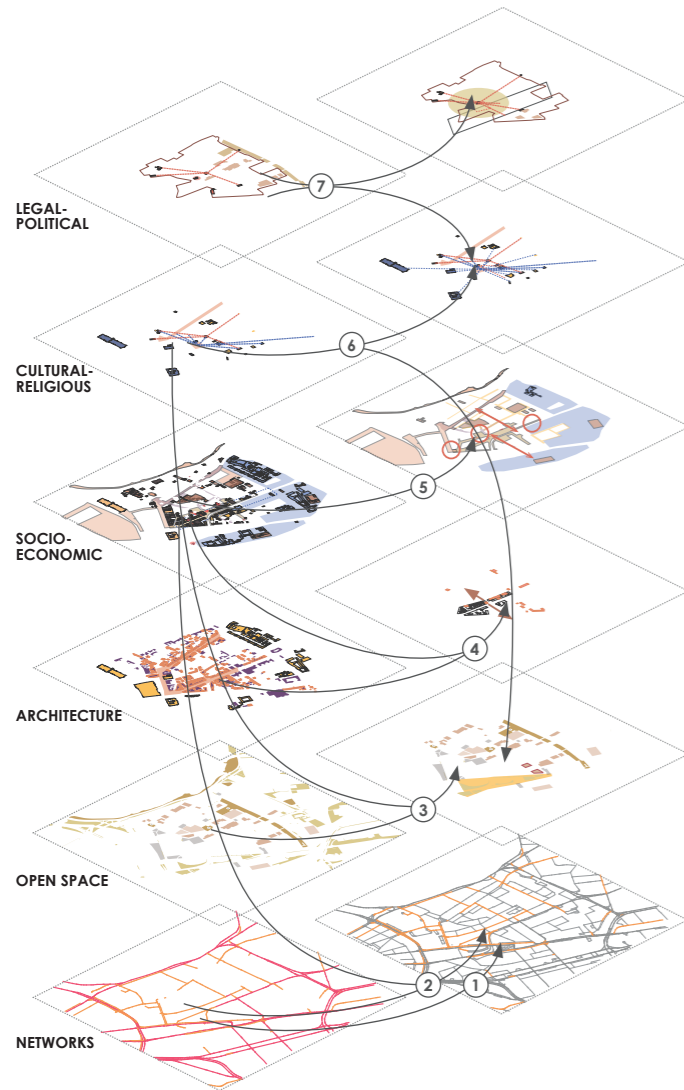 7
LEGAL-
POLITICAL
6
CULTURAL-
RELIGIOUS
5
SOCIO-
ECONOMIC
4
ARCHITECTURE
3
OPEN SPACE
2
1
NETWORKS